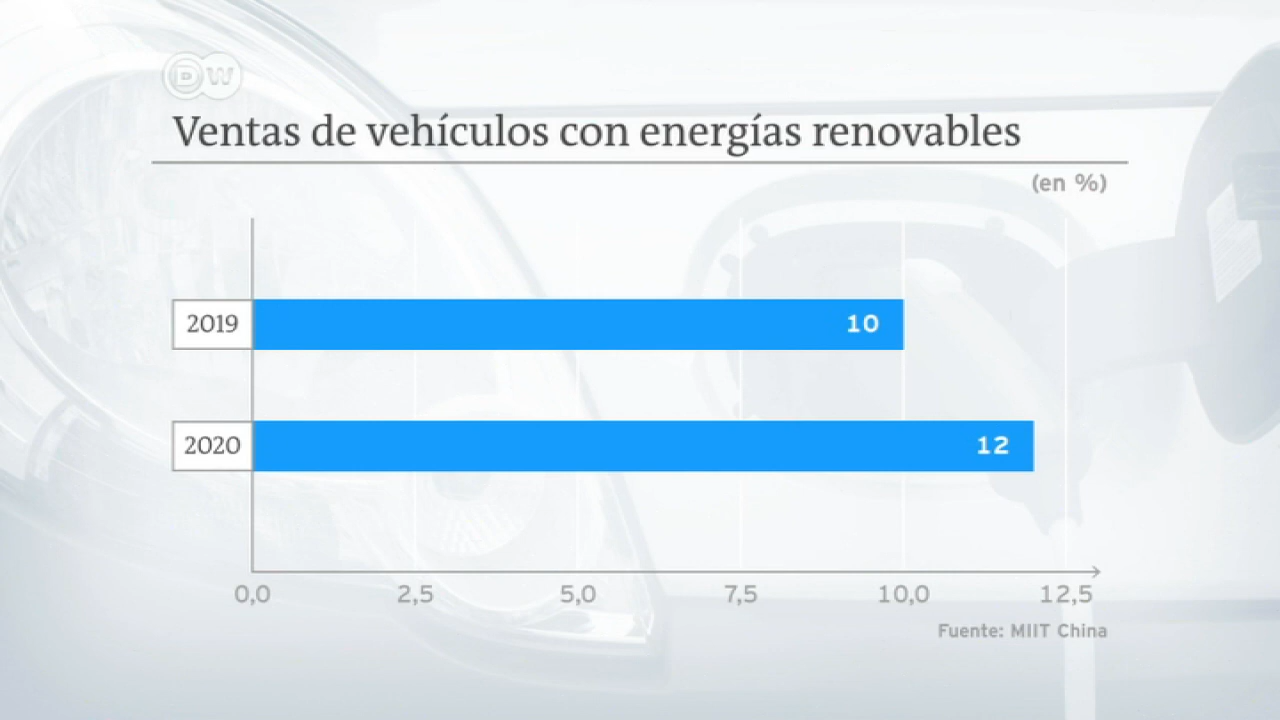 DW
Ventas de vehículos con energías renovables
(en %)
2019 10
2020 12
0,0 2,5 5,0 7,5 10,0 12,5
Fuente: MIIT China